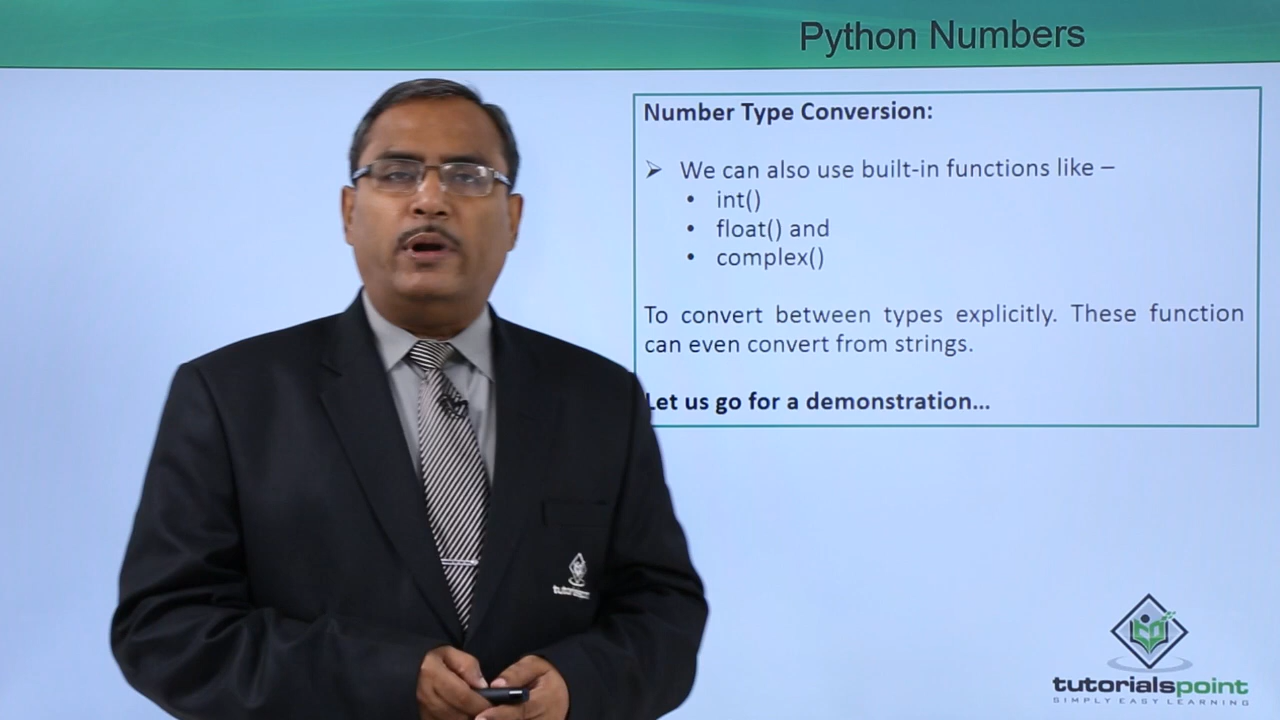 Python Numbers
Number Type Conversion:
➢ We can also use built-in functions like –
• int()
• float() and
• complex()
To convert between types explicitly. These function
can even convert from strings.
Let us go for a demonstration...
tutorialspoint
SIMPLY EASY LEARNING